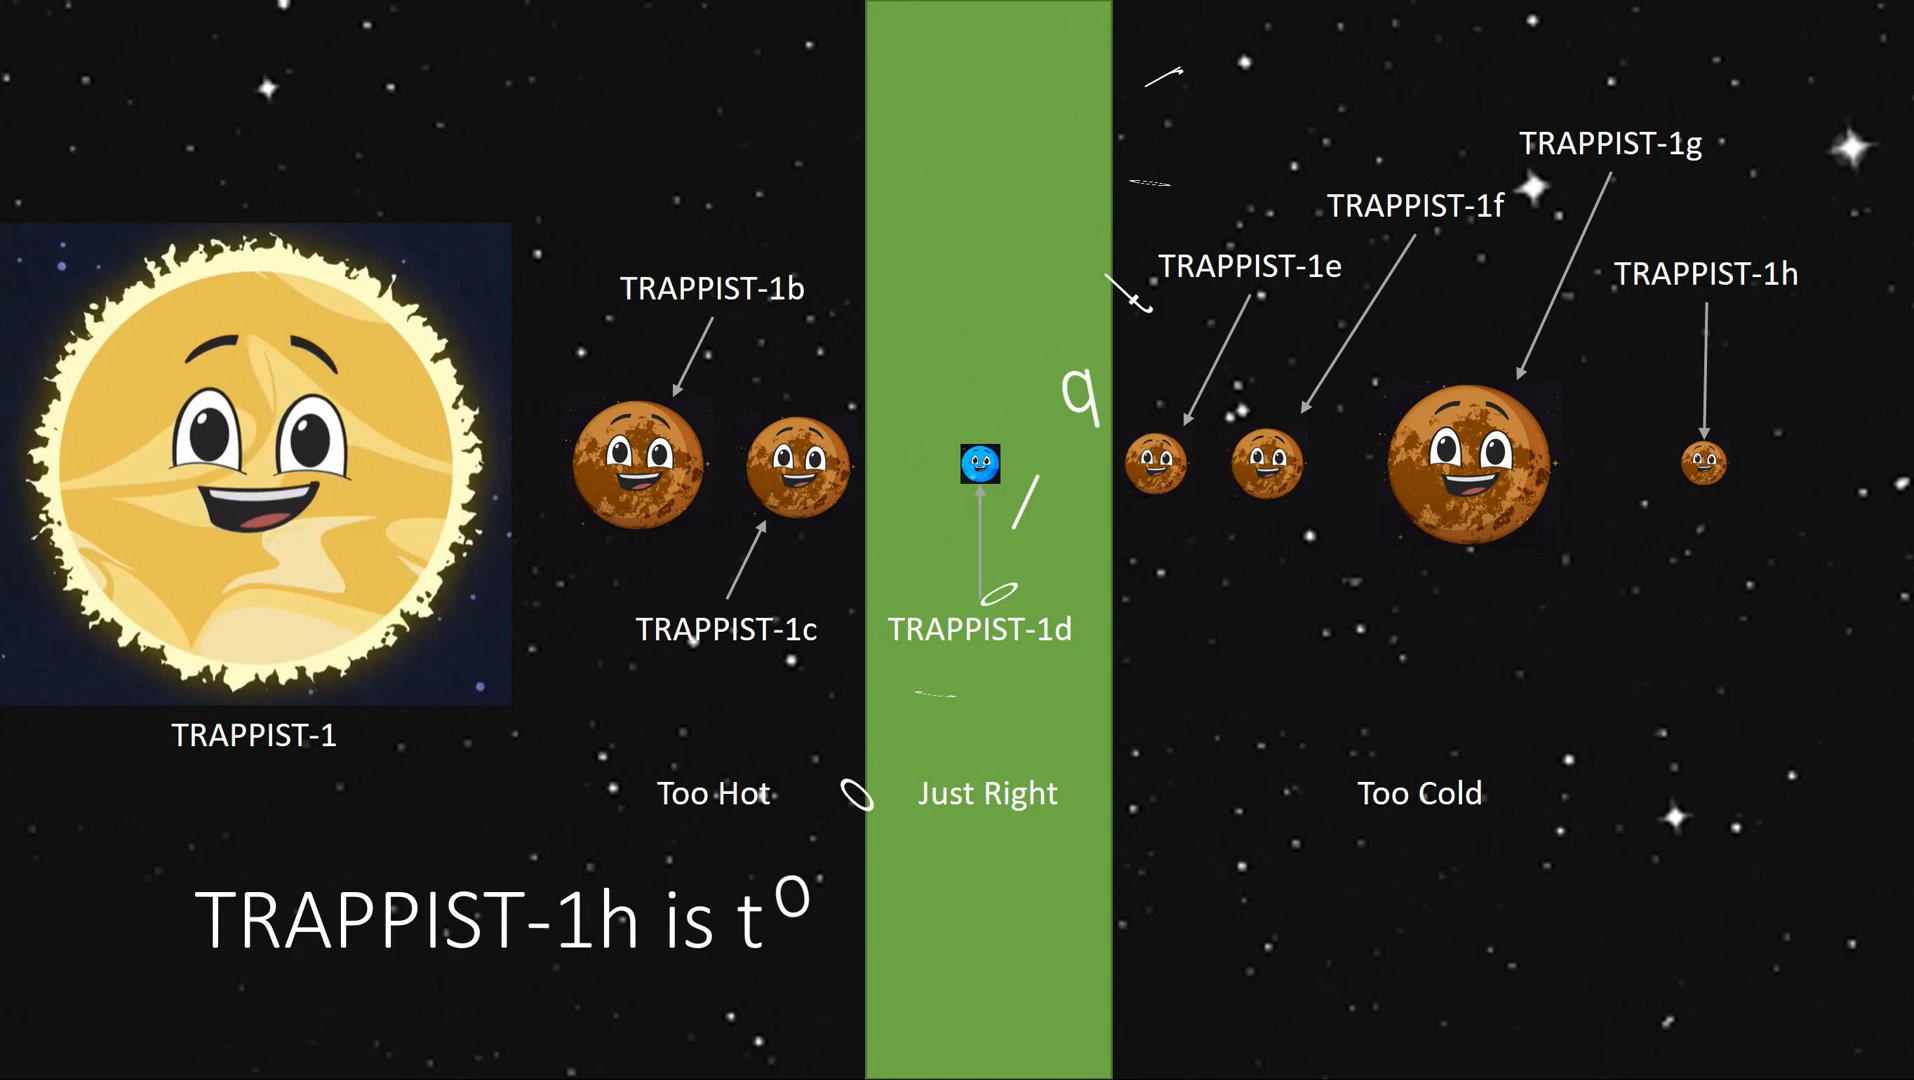 TRAPPIST-1g
TRAPPIST-1f
TRAPPIST-1e
TRAPPIST-1h
TRAPPIST-1b
TRAPPIST-1c
TRAPPIST-1d
TRAPPIST-1
Too Hot
Just Right
Too Cold
TRAPPIST-1h is to